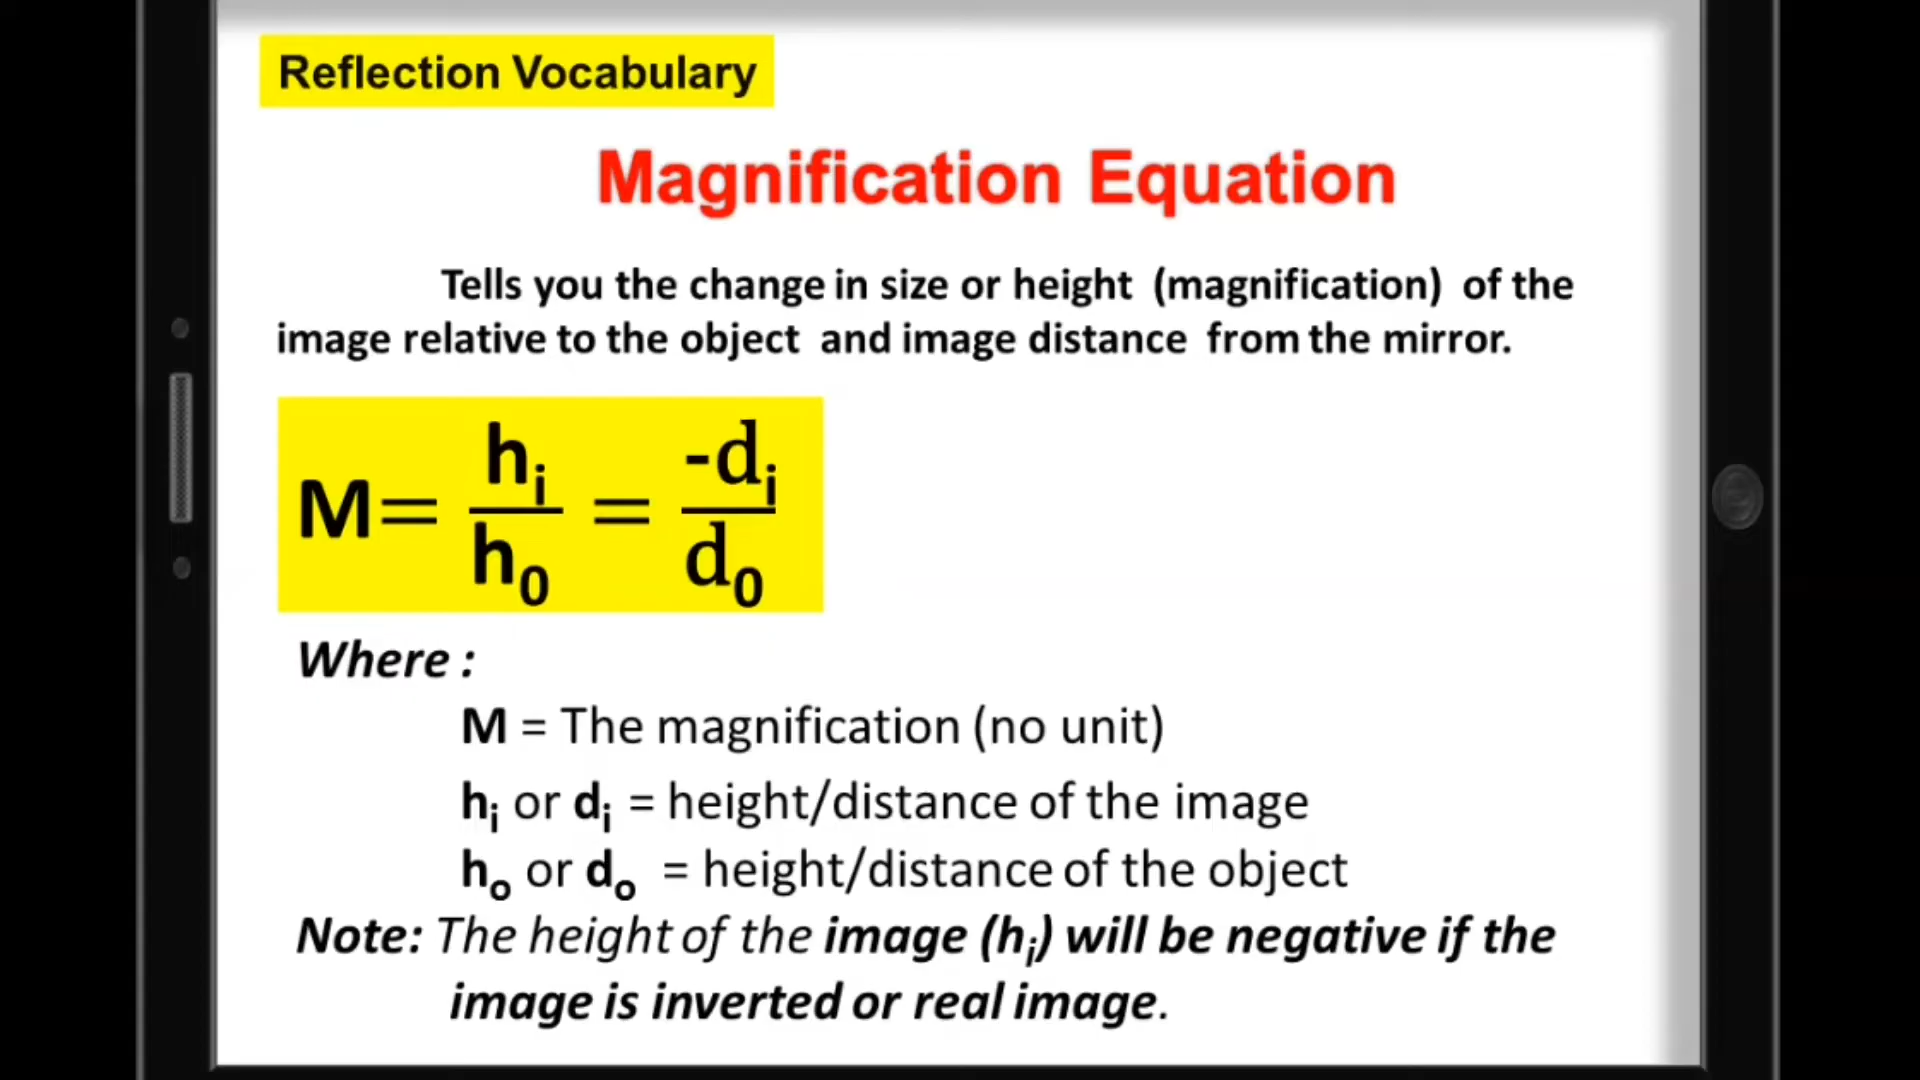 Reflection Vocabulary
Magnification Equation
Tells you the change in size or height (magnification) of the
image relative to the object and image distance from the mirror.
M= hi/h0 = -di/d0
Where :
M = The magnification (no unit)
hi or di = height/distance of the image
ho or do = height/distance of the object
Note: The height of the image (hi) will be negative if the
image is inverted or real image.